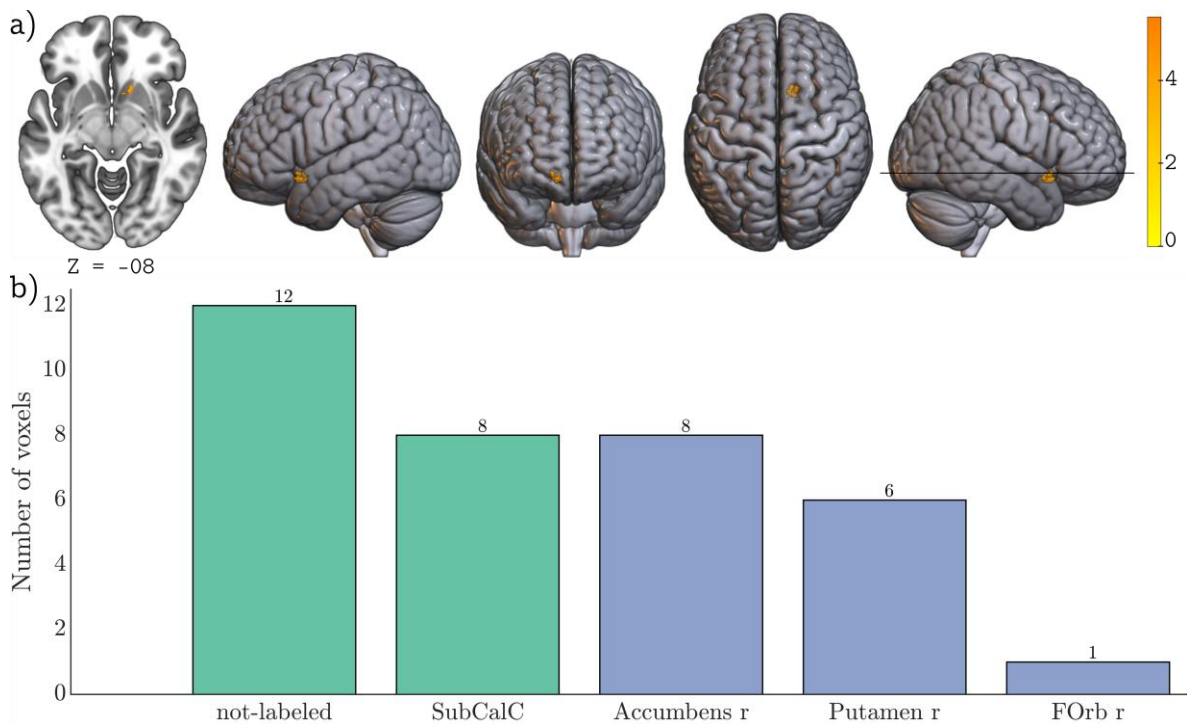 a)
4
2
0
Z = -08
b)
Number of voxels
12
10
8
6
4
2
0
12
8
8
6
1
not-labeled
SubCalC
Accumbens r
Putamen r
FOrb r